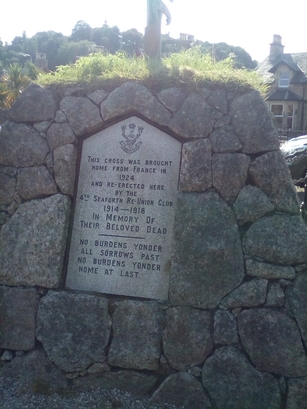 THIS CROSS WAS BROUGHT
HOME FROM FRANCE IN
1924
AND RE-ERECTED HERE
BY THE
4TH SEAFORTH RE-UNION CLUB
1914—1918
IN MEMORY OF
THEIR BELOVED DEAD
NO BURDENS YONDER
ALL SORROWS PAST
NO BURDENS YONDER
HOME AT LAST.